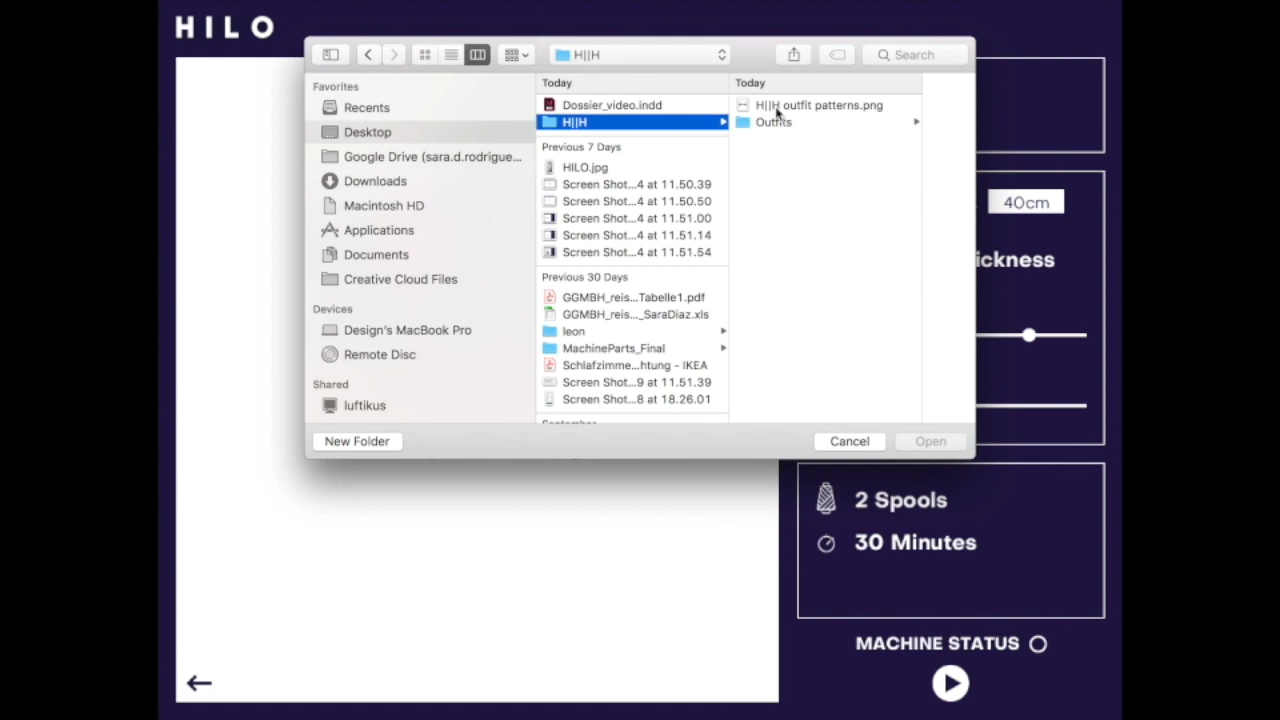 HILO
H||H
Search
Favorites
Recents
Desktop
Google Drive (sara.d.rodrigue...
Downloads
Macintosh HD
Applications
Documents
Creative Cloud Files
Devices
Design's MacBook Pro
Remote Disc
Shared
luftikus
Today
Dossier_video.indd
H||H
Previous 7 Days
HILO.jpg
Screen Shot...4 at 11.50.39
Screen Shot...4 at 11.50.50
Screen Shot...4 at 11.51.00
Screen Shot...4 at 11.51.14
Screen Shot...4 at 11.51.54
Previous 30 Days
GGMBH_reis...Tabelle1.pdf
GGMBH_reis..._SaraDiaz.xls
leon
MachineParts_Final
Schlafzimme...htung - IKEA
Screen Shot...9 at 11.51.39
Screen Shot...8 at 18.26.01
Today
H||H outfit patterns.png
Outfits
New Folder
Cancel
Open
40cm
ickness
2 Spools
30 Minutes
MACHINE STATUS